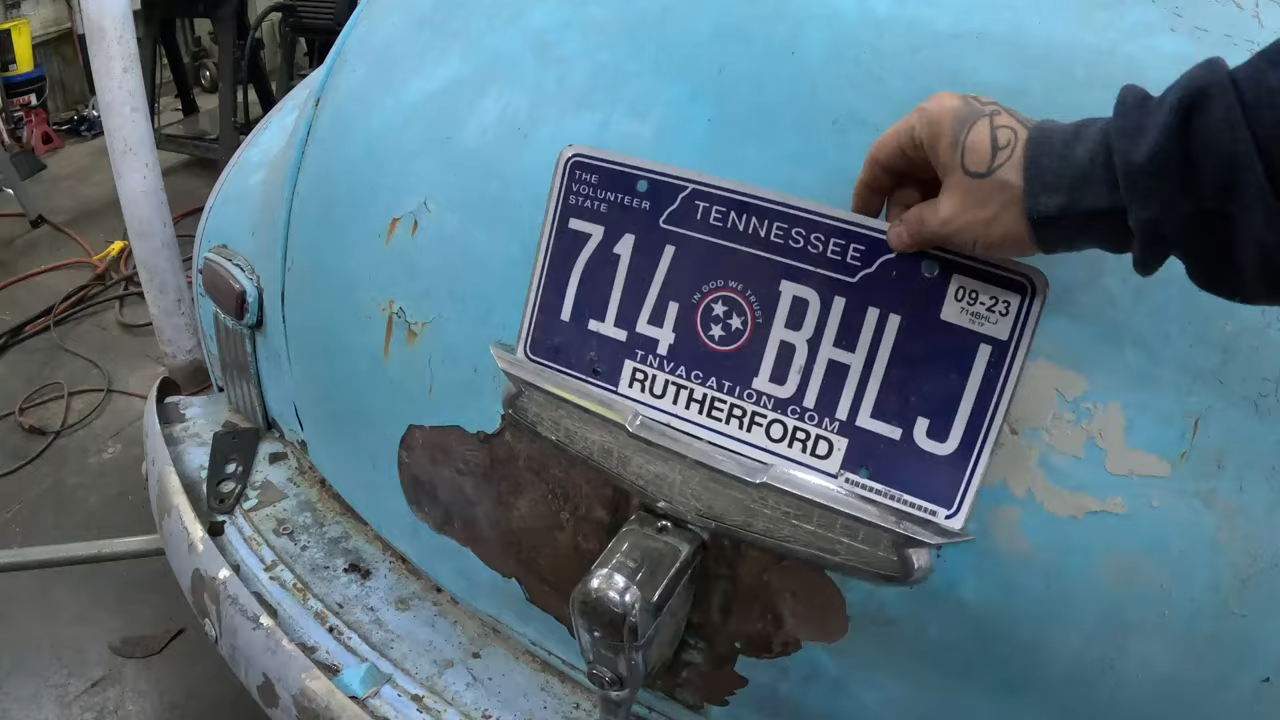 THE
VOLUNTEER
STATE
TENNESSEE
714 BHLJ
IN GOD WE TRUST
09-23
714BHLJ
TNVACATION.COM
RUTHERFORD